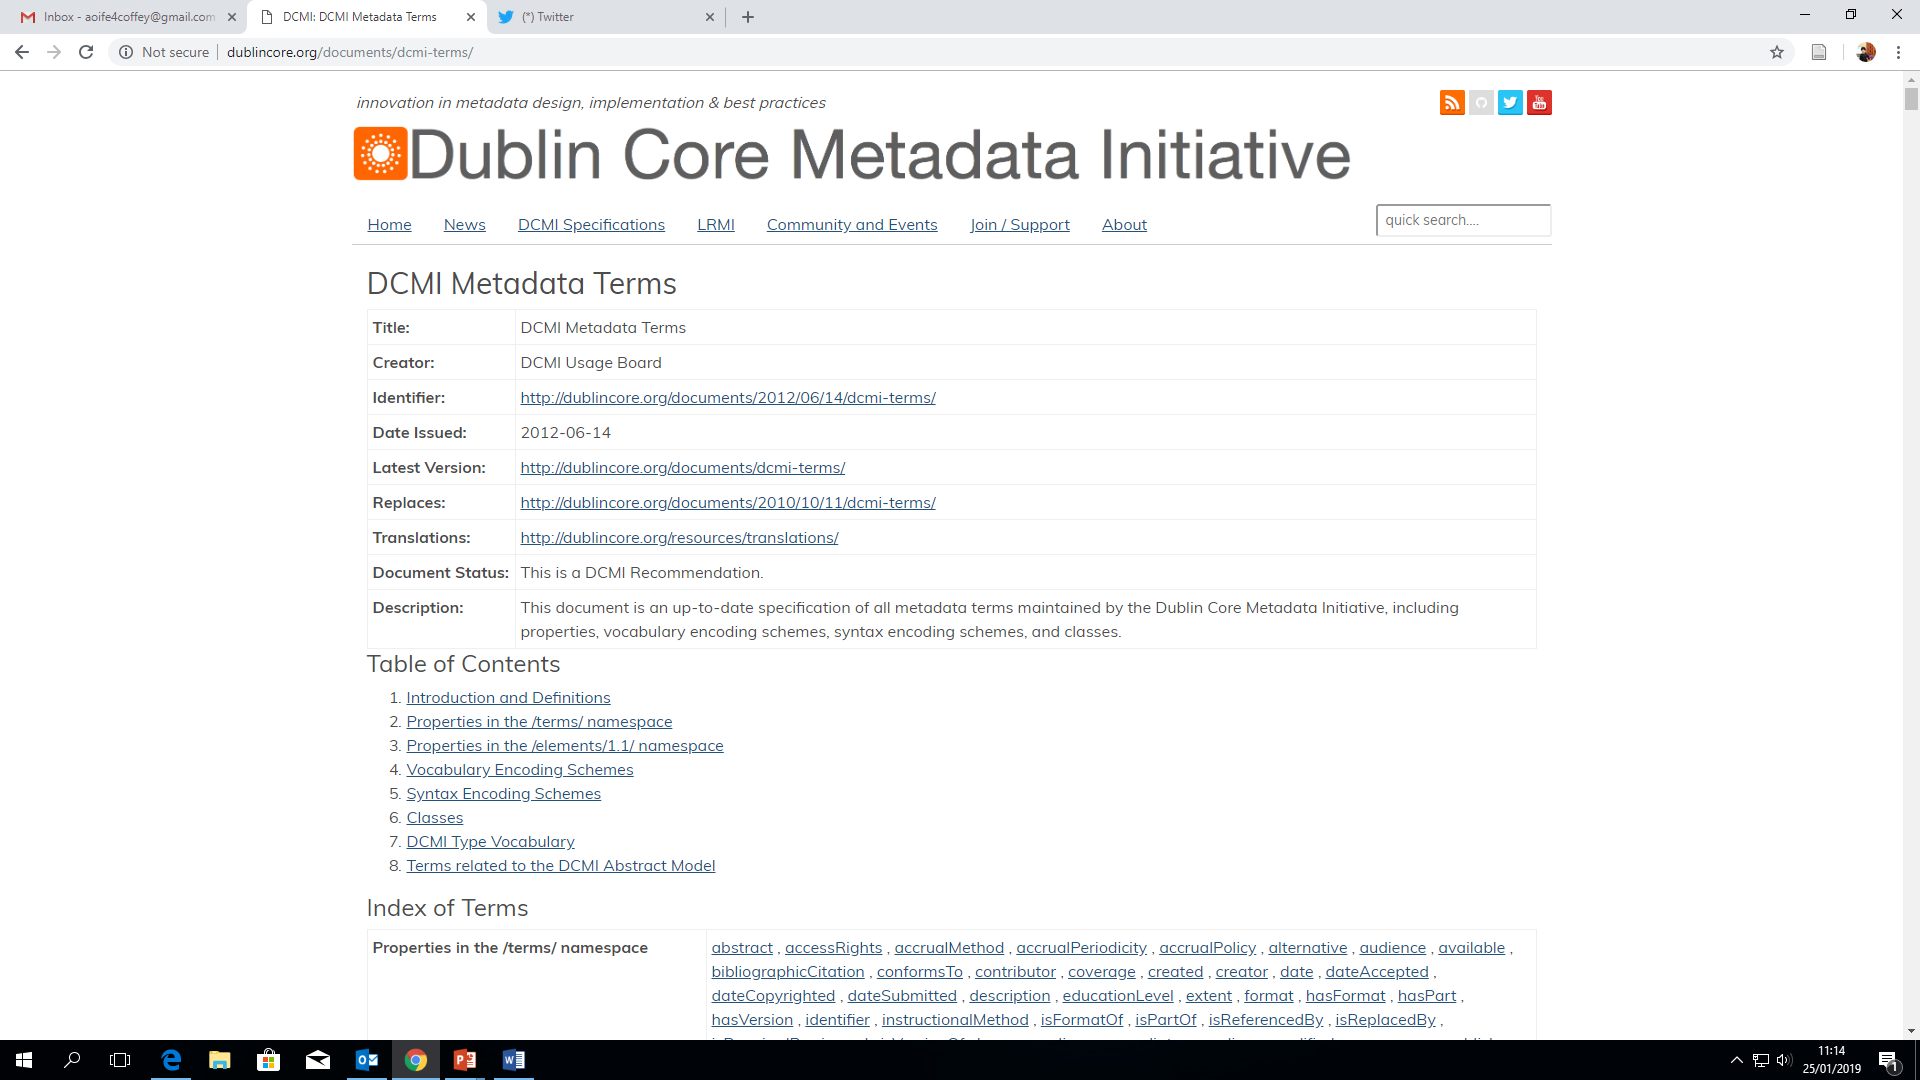 Inbox - aoife4coffey@gmail.com
DCMI: DCMI Metadata Terms
(*) Twitter
Not secure
dublincore.org/documents/dcmi-terms/
innovation in metadata design, implementation & best practices
You Tube
Dublin Core Metadata Initiative
Home News DCMI Specifications LRMI Community and Events Join / Support About
quick search....
DCMI Metadata Terms
Title: DCMI Metadata Terms
Creator: DCMI Usage Board
Identifier: http://dublincore.org/documents/2012/06/14/dcmi-terms/
Date Issued: 2012-06-14
Latest Version: http://dublincore.org/documents/dcmi-terms/
Replaces: http://dublincore.org/documents/2010/10/11/dcmi-terms/
Translations: http://dublincore.org/resources/translations/
Document Status: This is a DCMI Recommendation.
Description: This document is an up-to-date specification of all metadata terms maintained by the Dublin Core Metadata Initiative, including
properties, vocabulary encoding schemes, syntax encoding schemes, and classes.
Table of Contents
1. Introduction and Definitions
2. Properties in the /terms/ namespace
3. Properties in the /elements/1.1/ namespace
4. Vocabulary Encoding Schemes
5. Syntax Encoding Schemes
6. Classes
7. DCMI Type Vocabulary
8. Terms related to the DCMI Abstract Model
Index of Terms
Properties in the /terms/ namespace abstract , accessRights , accrualMethod , accrualPeriodicity , accrualPolicy , alternative , audience , available ,
bibliographicCitation , conformsTo , contributor , coverage , created , creator , date , dateAccepted ,
dateCopyrighted , dateSubmitted , description , educationLevel , extent , format , hasFormat , hasPart ,
hasVersion , identifier , instructionalMethod , isFormatOf , isPartOf , isReferencedBy , isReplacedBy ,
11:14
25/01/2019
1